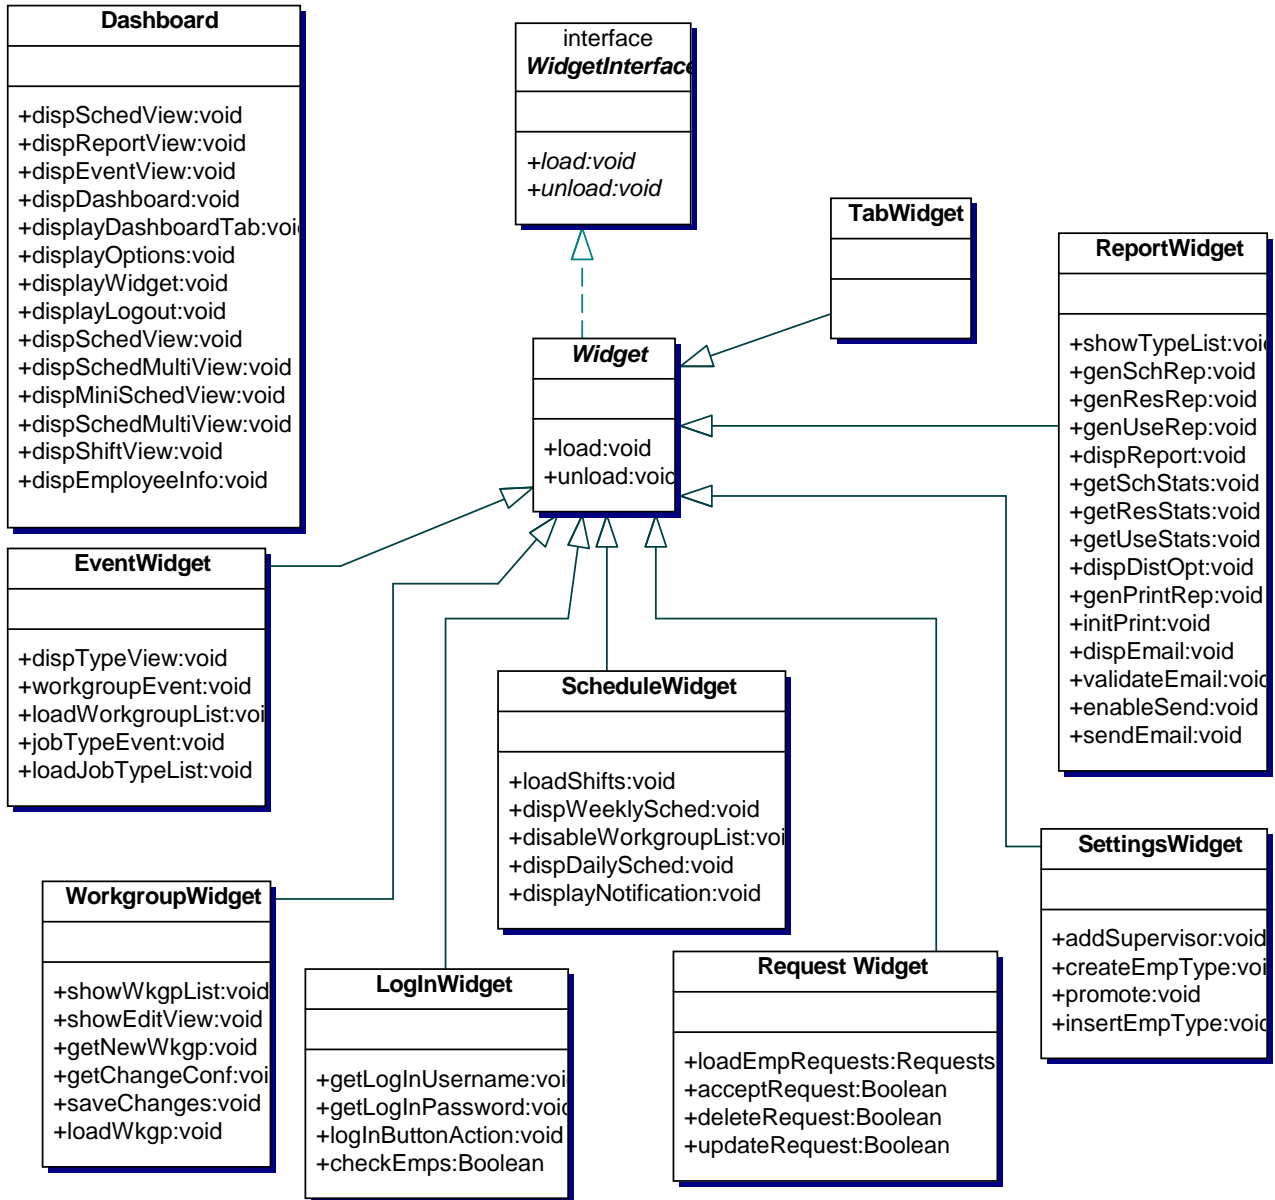 Dashboard
+dispSchedView:void
+dispReportView:void
+dispEventView:void
+dispDashboard:void
+displayDashboardTab:voi
+displayOptions:void
+displayWidget:void
+displayLogout:void
+dispSchedView:void
+dispSchedMultiView:void
+dispMiniSchedView:void
+dispSchedMultiView:void
+dispShiftView:void
+dispEmployeeInfo:void
interface
WidgetInterface
+load:void
+unload:void
TabWidget
ReportWidget
+showTypeList:void
+genSchRep:void
+genResRep:void
+genUseRep:void
+dispReport:void
+getSchStats:void
+getResStats:void
+getUseStats:void
+dispDistOpt:void
+genPrintRep:void
+initPrint:void
+dispEmail:void
+validateEmail:void
+enableSend:void
+sendEmail:void
Widget
+load:void
+unload:void
EventWidget
+dispTypeView:void
+workgroupEvent:void
+loadWorkgroupList:voi
+jobTypeEvent:void
+loadJobTypeList:void
ScheduleWidget
+loadShifts:void
+dispWeeklySched:void
+disableWorkgroupList:voi
+dispDailySched:void
+displayNotification:void
SettingsWidget
+addSupervisor:void
+createEmpType:voi
+promote:void
+insertEmpType:void
WorkgroupWidget
+showWkgpList:void
+showEditView:void
+getNewWkgp:void
+getChangeConf:voi
+saveChanges:void
+loadWkgp:void
LogInWidget
+getLogInUsername:voi
+getLogInPassword:void
+logInButtonAction:void
+checkEmps:Boolean
Request Widget
+loadEmpRequests:Requests
+acceptRequest:Boolean
+deleteRequest:Boolean
+updateRequest:Boolean